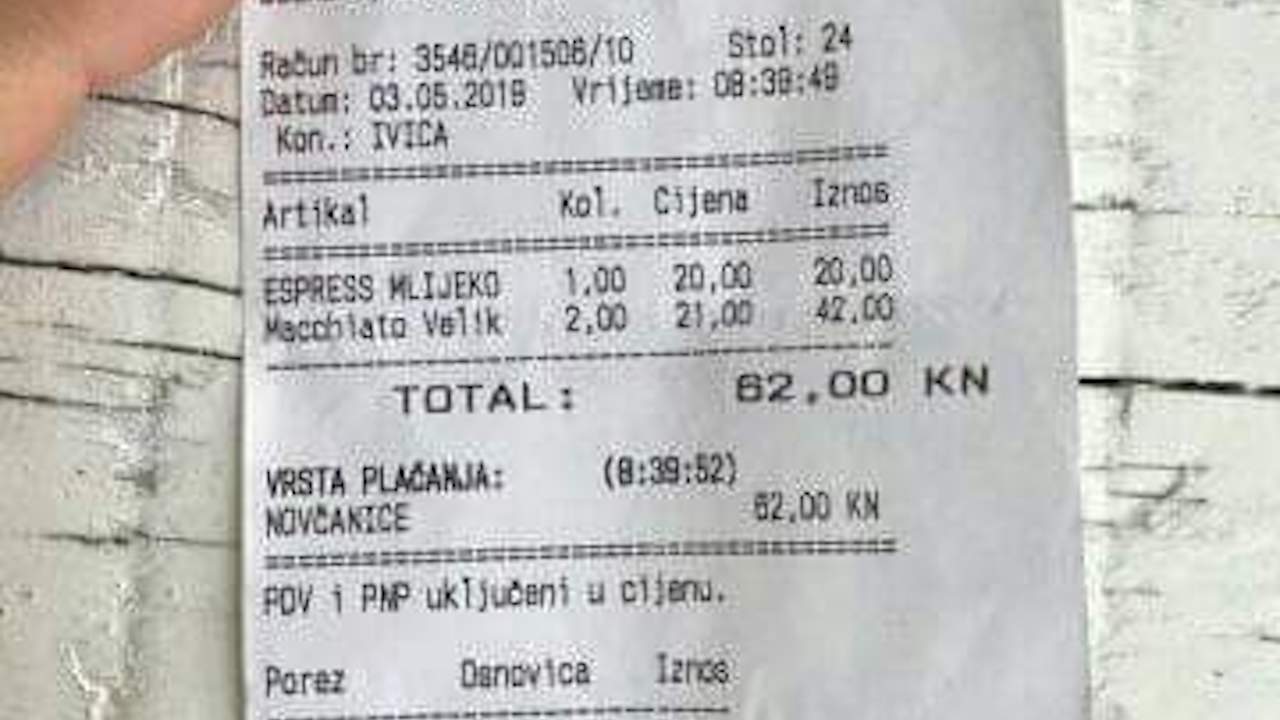 Račun br: 3548/001506/10 Stol: 24
Datum: 03.05.2019 Vrijeme: 08:39:49
Kon.: IVICA
Artikal Kol. Cijena Iznos
ESPRESS MLIJEKO 1,00 20,00 20,00
Macchiato Velik 2,00 21,00 42,00
TOTAL: 62,00 KN
VRSTA PLAĆANJA: (8:39:52)
NOVČANICE 62,00 KN
PDV i PNP uključeni u cijenu.
Porez Osnovica Iznos